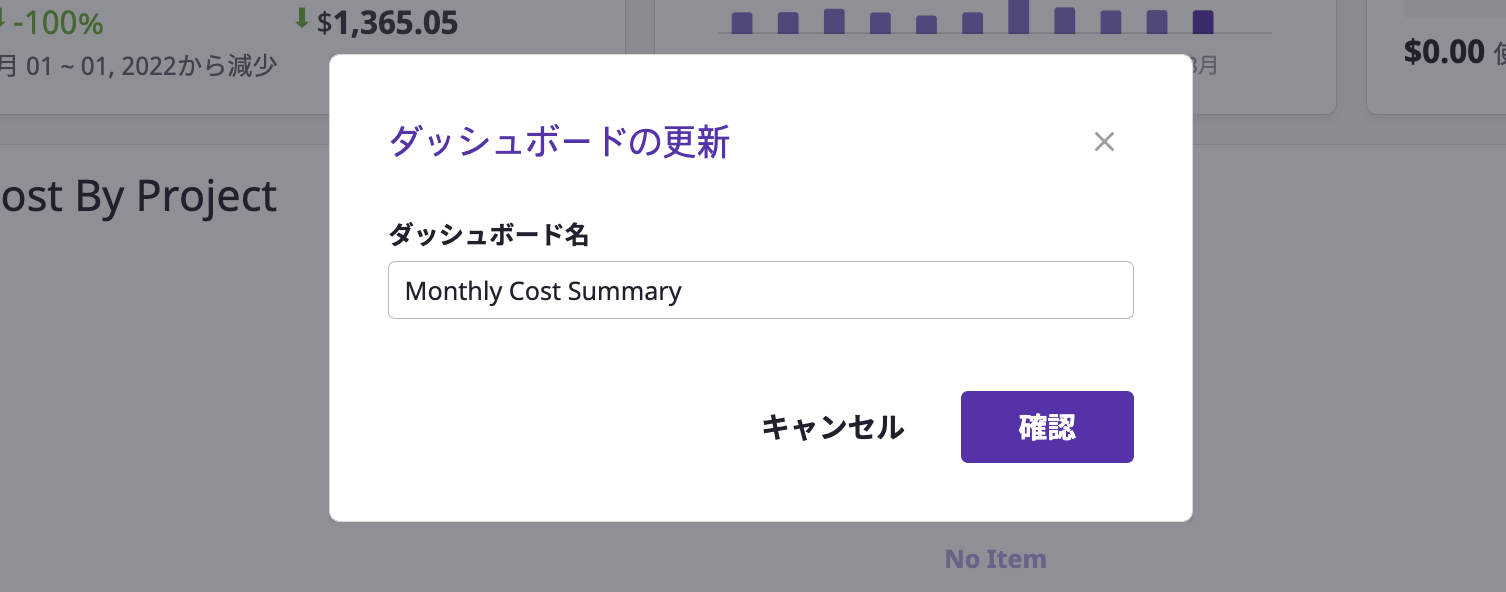 -100%
$1,365.05
月 01 ~ 01, 2022から減少
月
$0.00
ダッシュボードの更新
ost By Project
ダッシュボード名
Monthly Cost Summary
キャンセル
確認
No Item